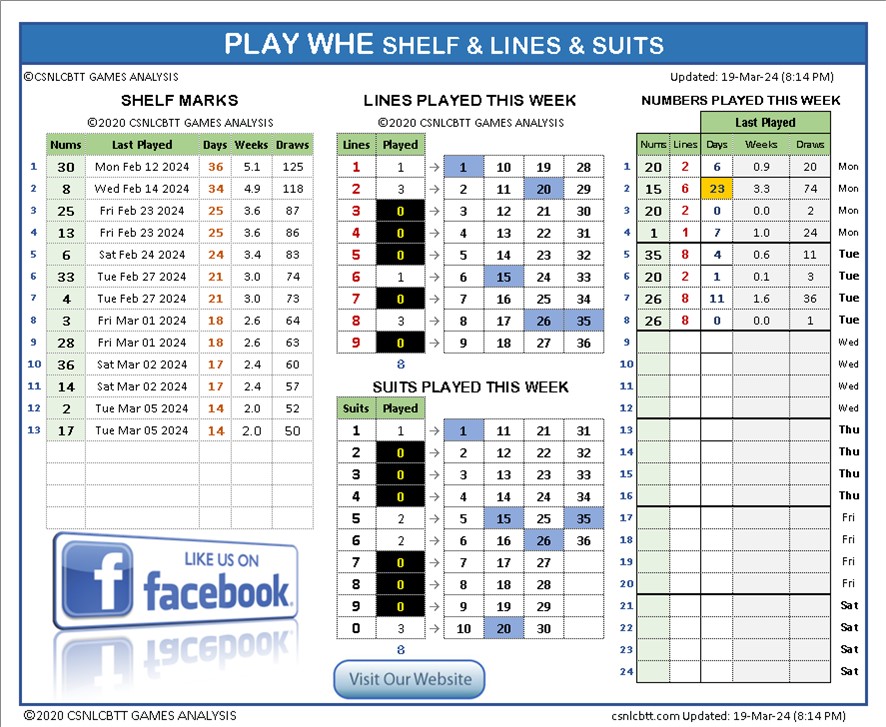 PLAY WHE SHELF & LINES & SUITS
©CSNLCBTT GAMES ANALYSIS
Updated: 19-Mar-24 (8:14 PM)
SHELF MARKS
©2020 CSNLCBTT GAMES ANALYSIS
Nums Last Played Days Weeks Draws
1 30 Mon Feb 12 2024 36 5.1 125
2 8 Wed Feb 14 2024 34 4.9 118
3 25 Fri Feb 23 2024 25 3.6 87
4 13 Fri Feb 23 2024 25 3.6 86
5 6 Sat Feb 24 2024 24 3.4 83
6 33 Tue Feb 27 2024 21 3.0 74
7 4 Tue Feb 27 2024 21 3.0 73
8 3 Fri Mar 01 2024 18 2.6 64
9 28 Fri Mar 01 2024 18 2.6 63
10 36 Sat Mar 02 2024 17 2.4 60
11 14 Sat Mar 02 2024 17 2.4 57
12 2 Tue Mar 05 2024 14 2.0 52
13 17 Tue Mar 05 2024 14 2.0 50
LIKE US ON
facebook
LINES PLAYED THIS WEEK
©2020 CSNLCBTT GAMES ANALYSIS
Lines Played
1 1 → 1 10 19 28
2 3 → 2 11 20 29
3 0 → 3 12 21 30
4 0 → 4 13 22 31
5 0 → 5 14 23 32
6 1 → 6 15 24 33
7 0 → 7 16 25 34
8 3 → 8 17 26 35
9 0 → 9 18 27 36
8
SUITS PLAYED THIS WEEK
Suits Played
1 1 → 1 11 21 31
2 0 → 2 12 22 32
3 0 → 3 13 23 33
4 0 → 4 14 24 34
5 2 → 5 15 25 35
6 2 → 6 16 26 36
7 0 → 7 17 27
8 0 → 8 18 28
9 0 → 9 19 29
0 3 → 10 20 30
8
Visit Our Website
NUMBERS PLAYED THIS WEEK
Last Played
Nums Lines Days Weeks Draws
1 20 2 6 0.9 20 Mon
2 15 6 23 3.3 74 Mon
3 20 2 0 0.0 2 Mon
4 1 1 7 1.0 24 Mon
5 35 8 4 0.6 11 Tue
6 20 2 1 0.1 3 Tue
7 26 8 11 1.6 36 Tue
8 26 8 0 0.0 1 Tue
9 Wed
10 Wed
11 Wed
12 Wed
13 Thu
14 Thu
15 Thu
16 Thu
17 Fri
18 Fri
19 Fri
20 Fri
21 Sat
22 Sat
23 Sat
24 Sat
©2020 CSNLCBTT GAMES ANALYSIS
csnlcbtt.com Updated: 19-Mar-24 (8:14 PM)